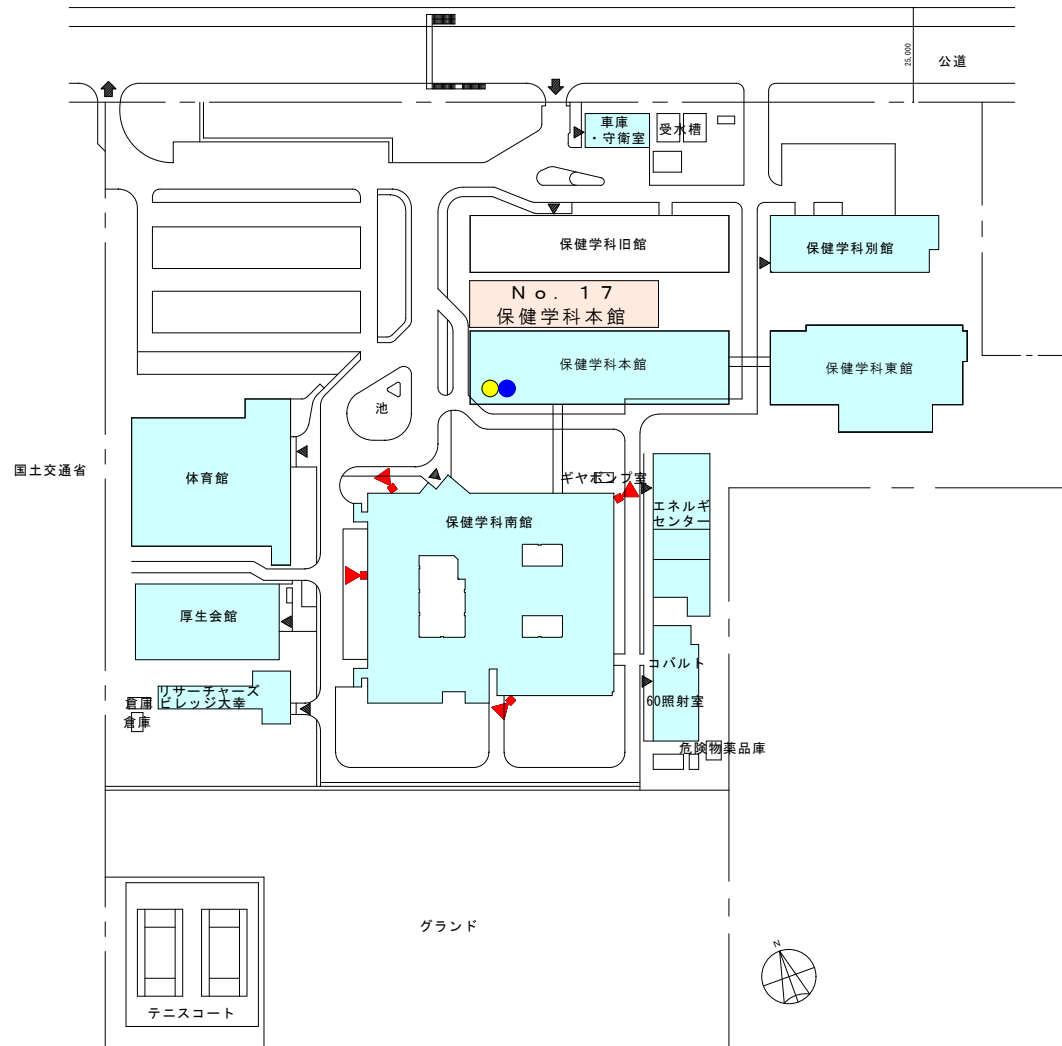 25,000
公道
車庫
・守衛室
受水槽
保健学科旧館
保健学科別館
No. 17
保健学科本館
保健学科本館
保健学科東館
池
国土交通省
体育館
ギヤポンプ室
保健学科南館
エネルギ
センター
厚生会館
コバルト
60照射室
リサーチャーズ
ビレッジ大幸
倉庫
倉庫
危険物薬品庫
グランド
N
テニスコート